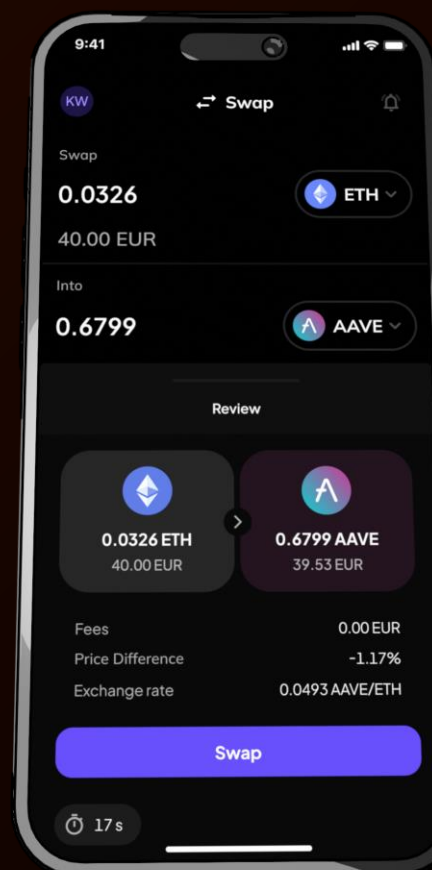 9:41
KW
Swap
Swap
0.0326
ETH
40.00 EUR
Into
0.6799
AAVE
Review
0.0326 ETH
0.6799 AAVE
40.00 EUR
39.53 EUR
Fees 0.00 EUR
Price Difference -1.17%
Exchange rate 0.0493 AAVE/ETH
Swap
17 s